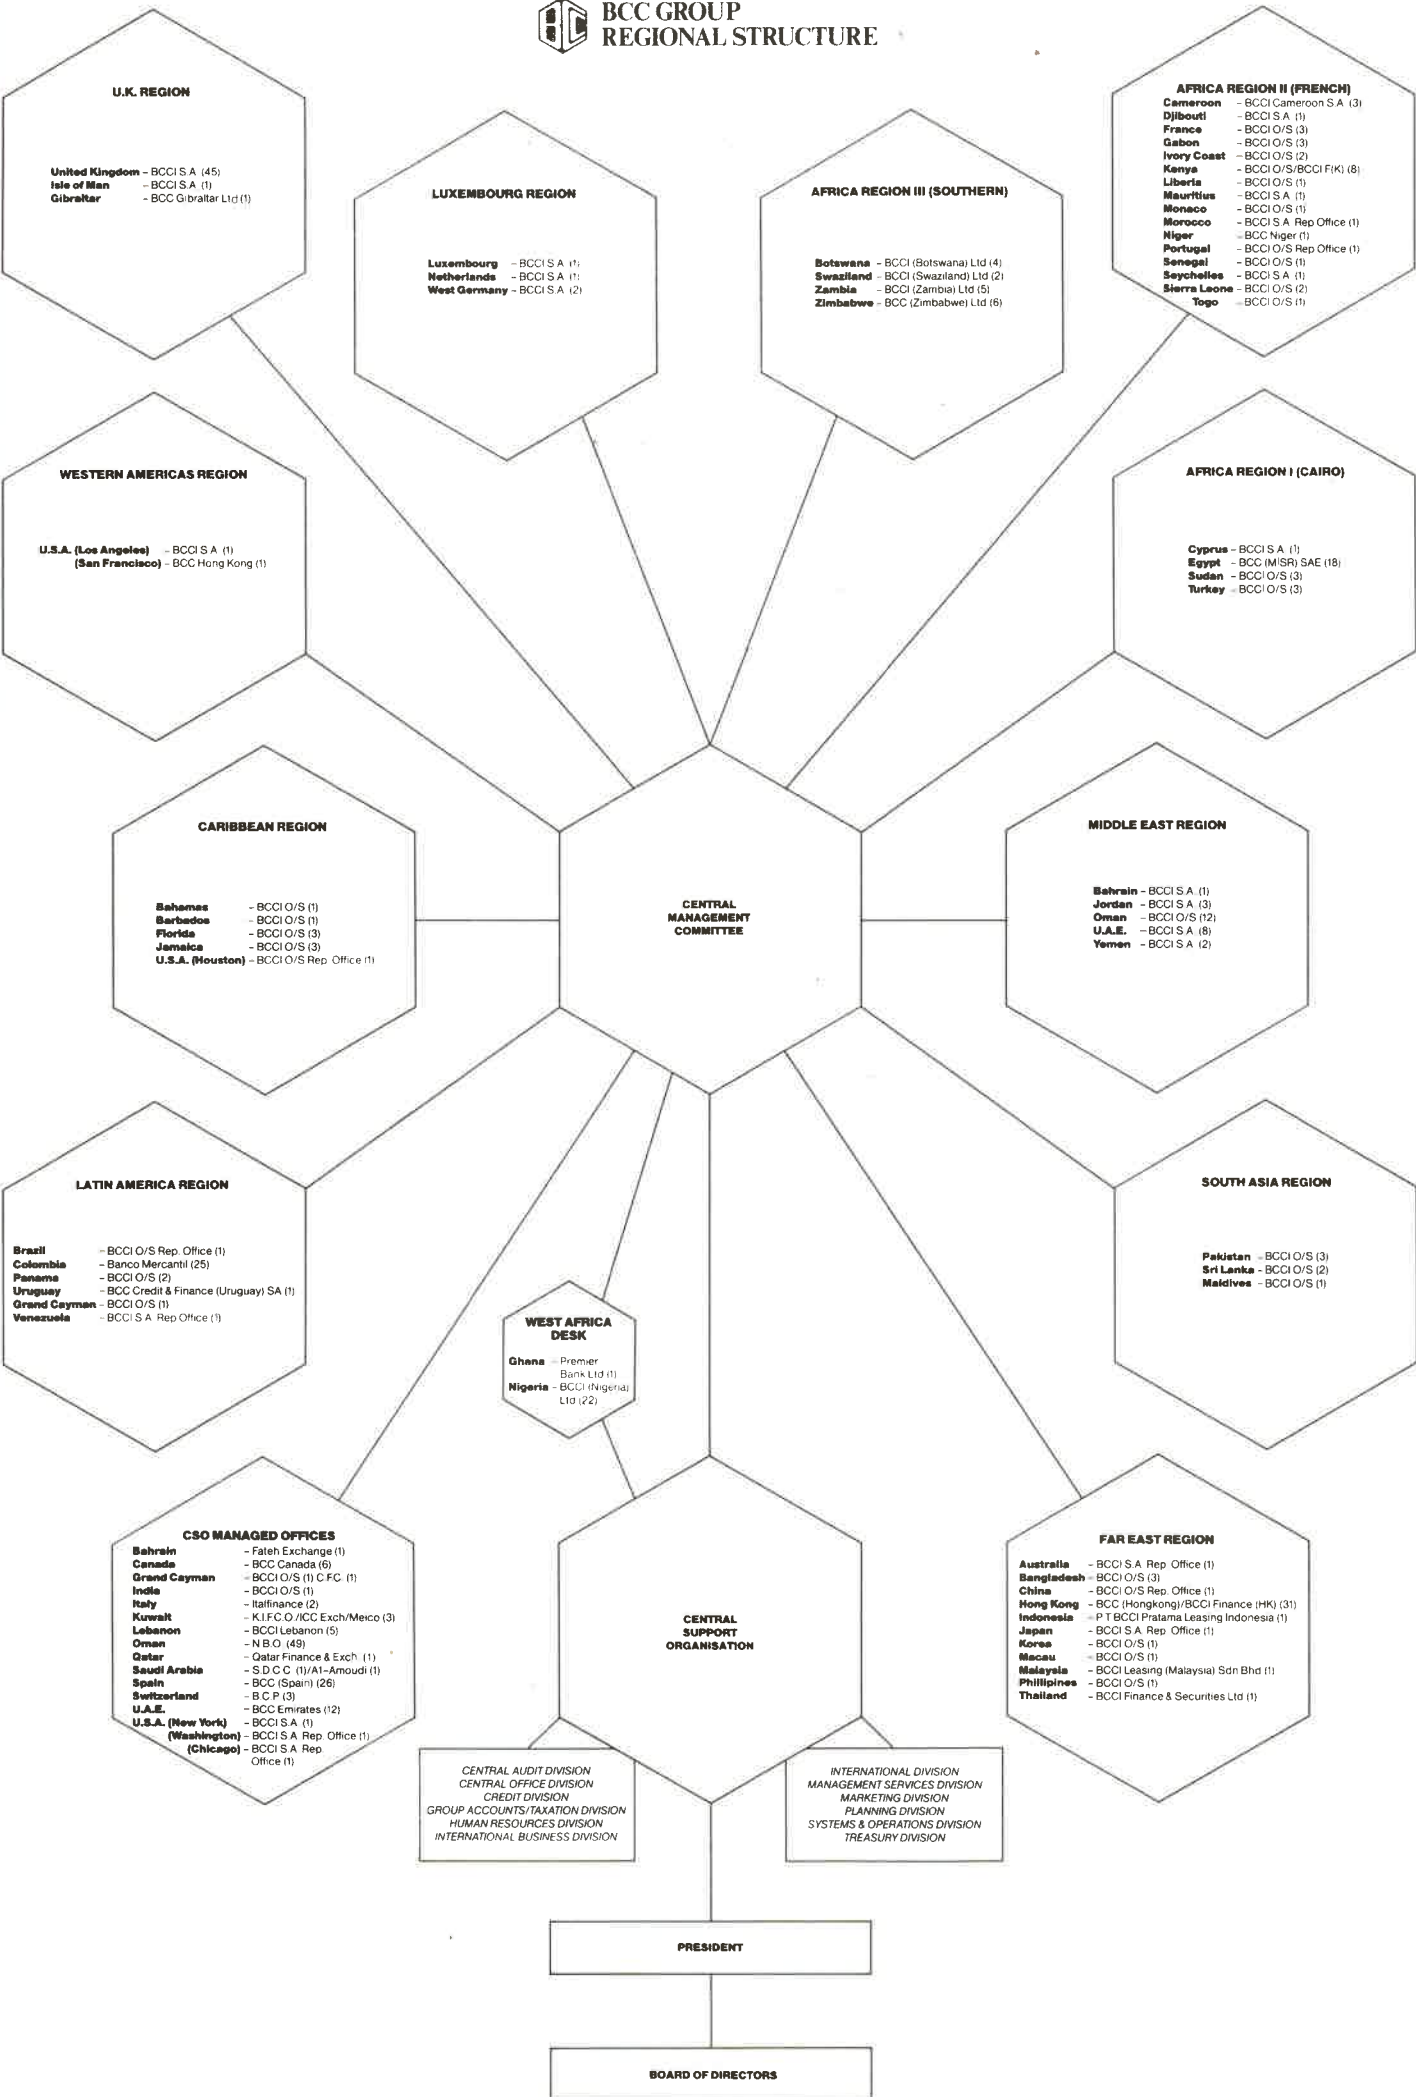 BCC GROUP
REGIONAL STRUCTURE
U.K. REGION
United Kingdom – BCCI S.A. (45)
Isle of Man – BCCI S.A. (1)
Gibraltar – BCC Gibraltar Ltd (1)
LUXEMBOURG REGION
Luxembourg – BCCI S.A. (1)
Netherlands – BCCI S.A. (1)
West Germany – BCCI S.A. (2)
AFRICA REGION III (SOUTHERN)
Botswana – BCCI (Botswana) Ltd (4)
Swaziland – BCCI (Swaziland) Ltd (2)
Zambia – BCCI (Zambia) Ltd (5)
Zimbabwe – BCC (Zimbabwe) Ltd (6)
AFRICA REGION II (FRENCH)
Cameroon – BCCI Cameroon S.A. (3)
Djibouti – BCCI S.A. (1)
France – BCCI O/S (3)
Gabon – BCCI O/S (3)
Ivory Coast – BCCI O/S (2)
Kenya – BCCI O/S/BCCI F(K) (8)
Liberia – BCCI O/S (1)
Mauritius – BCCI S.A. (1)
Monaco – BCCI O/S (1)
Morocco – BCCI S.A. Rep Office (1)
Niger – BCC Niger (1)
Portugal – BCCI O/S Rep Office (1)
Senegal – BCCI O/S (1)
Seychelles – BCCI S.A. (1)
Sierra Leone – BCCI O/S (2)
Togo – BCCI O/S (1)
WESTERN AMERICAS REGION
U.S.A. (Los Angeles) – BCCI S.A. (1)
(San Francisco) – BCC Hong Kong (1)
AFRICA REGION I (CAIRO)
Cyprus – BCCI S.A. (1)
Egypt – BCC (MISR) SAE (18)
Sudan – BCCI O/S (3)
Turkey – BCCI O/S (3)
CARIBBEAN REGION
Bahamas – BCCI O/S (1)
Barbados – BCCI O/S (1)
Florida – BCCI O/S (3)
Jamaica – BCCI O/S (3)
U.S.A. (Houston) – BCCI O/S Rep. Office (1)
CENTRAL
MANAGEMENT
COMMITTEE
MIDDLE EAST REGION
Bahrain – BCCI S.A. (1)
Jordan – BCCI S.A. (3)
Oman – BCCI O/S (12)
U.A.E. – BCCI S.A. (8)
Yemen – BCCI S.A. (2)
LATIN AMERICA REGION
Brazil – BCCI O/S Rep. Office (1)
Colombia – Banco Mercantil (25)
Panama – BCCI O/S (2)
Uruguay – BCC Credit & Finance (Uruguay) SA (1)
Grand Cayman – BCCI O/S (1)
Venezuela – BCCI S.A. Rep Office (1)
SOUTH ASIA REGION
Pakistan – BCCI O/S (3)
Sri Lanka – BCCI O/S (2)
Maldives – BCCI O/S (1)
WEST AFRICA
DESK
Ghana – Premier
Bank Ltd (1)
Nigeria – BCCI (Nigeria)
Ltd (22)
CSO MANAGED OFFICES
Bahrain – Fateh Exchange (1)
Canada – BCC Canada (6)
Grand Cayman – BCCI O/S (1) C.F.C. (1)
India – BCCI O/S (1)
Italy – Italfinance (2)
Kuwait – K.I.F.C.O./ICC Exch/Meico (3)
Lebanon – BCCI Lebanon (5)
Oman – N.B.O. (49)
Qatar – Qatar Finance & Exch. (1)
Saudi Arabia – S.D.C.C. (1)/A1-Amoudi (1)
Spain – BCC (Spain) (26)
Switzerland – B.C.P. (3)
U.A.E. – BCC Emirates (12)
U.S.A. (New York) – BCCI S.A. (1)
(Washington) – BCCI S.A. Rep. Office (1)
(Chicago) – BCCI S.A. Rep.
Office (1)
CENTRAL
SUPPORT
ORGANISATION
FAR EAST REGION
Australia – BCCI S.A. Rep. Office (1)
Bangladesh – BCCI O/S (3)
China – BCCI O/S Rep. Office (1)
Hong Kong – BCC (Hongkong)/BCCI Finance (HK) (31)
Indonesia – P.T. BCCI Pratama Leasing Indonesia (1)
Japan – BCCI S.A. Rep. Office (1)
Korea – BCCI O/S (1)
Macau – BCCI O/S (1)
Malaysia – BCCI Leasing (Malaysia) Sdn Bhd (1)
Phillipines – BCCI O/S (1)
Thailand – BCCI Finance & Securities Ltd (1)
CENTRAL AUDIT DIVISION
CENTRAL OFFICE DIVISION
CREDIT DIVISION
GROUP ACCOUNTS/TAXATION DIVISION
HUMAN RESOURCES DIVISION
INTERNATIONAL BUSINESS DIVISION
INTERNATIONAL DIVISION
MANAGEMENT SERVICES DIVISION
MARKETING DIVISION
PLANNING DIVISION
SYSTEMS & OPERATIONS DIVISION
TREASURY DIVISION
PRESIDENT
BOARD OF DIRECTORS